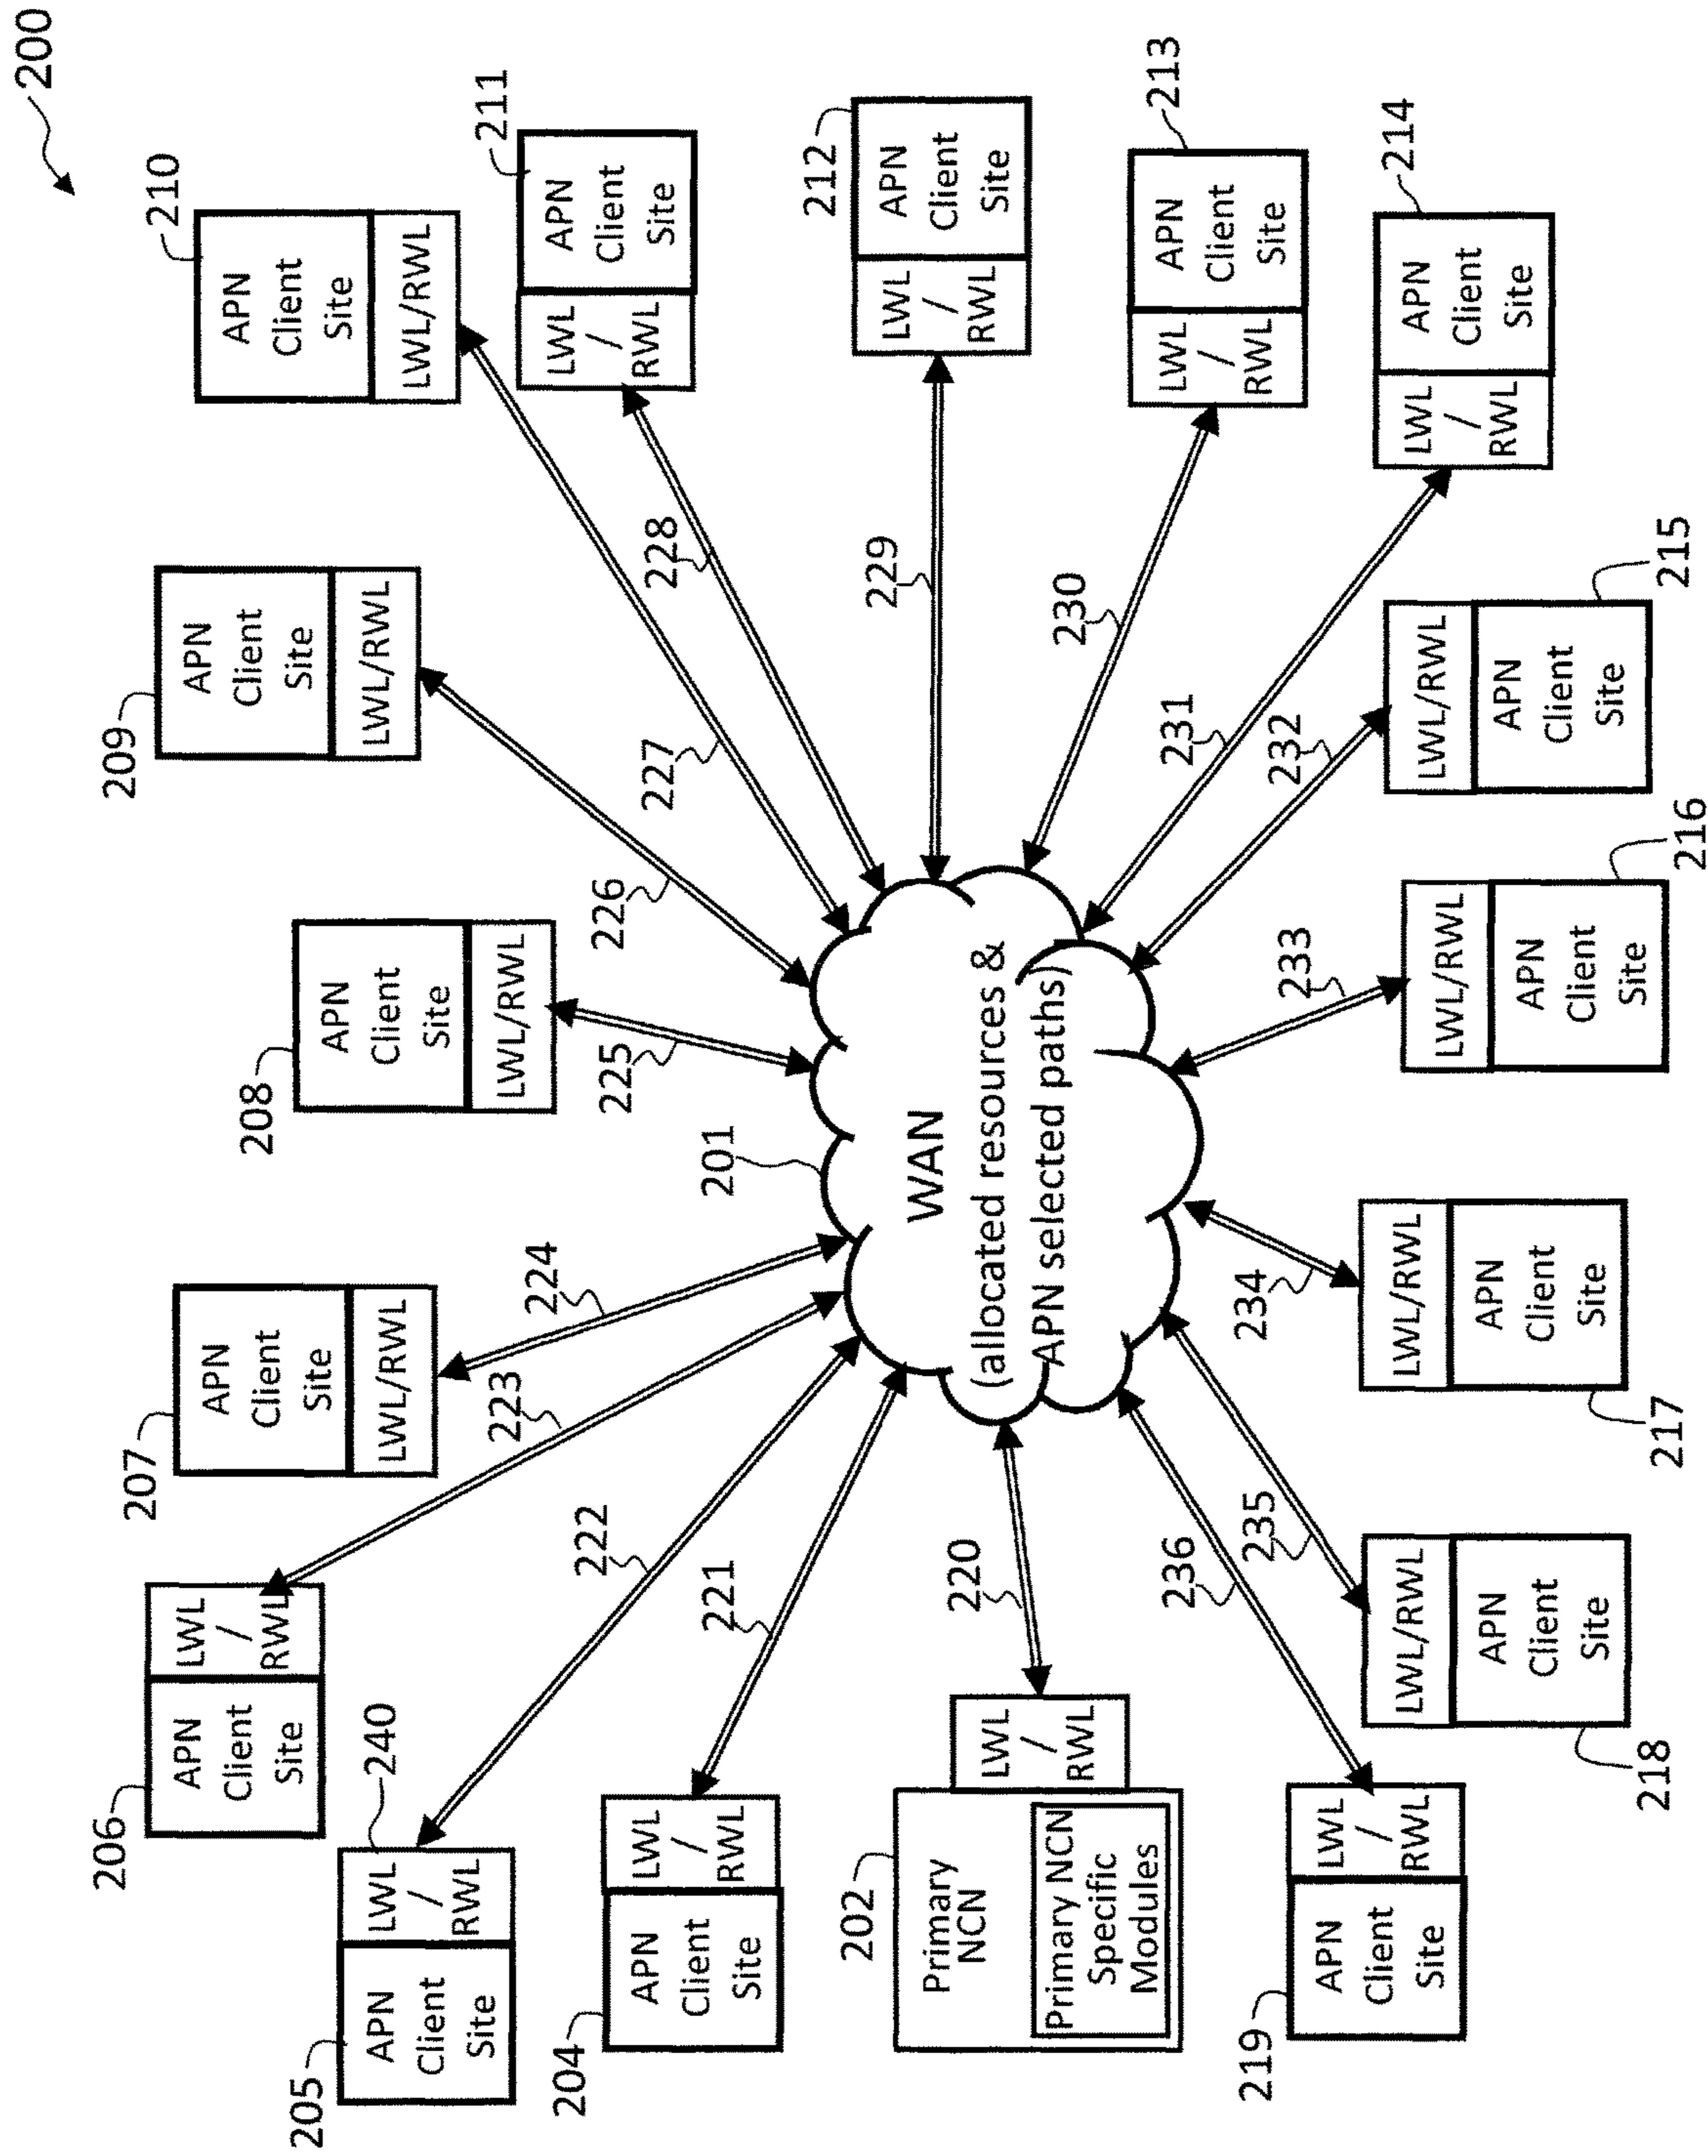 200
210
APN
Client
Site
LWL/RWL
211
APN
Client
Site
LWL
/
RWL
212
APN
Client
Site
LWL
/
RWL
213
APN
Client
Site
LWL
/
RWL
214
APN
Client
Site
LWL
/
RWL
209
APN
Client
Site
LWL/RWL
215
LWL/RWL
APN
Client
Site
208
APN
Client
Site
LWL/RWL
216
LWL/RWL
APN
Client
Site
207
APN
Client
Site
LWL/RWL
217
LWL/RWL
APN
Client
Site
206
APN
Client
Site
LWL
/
RWL
218
LWL/RWL
APN
Client
Site
205
APN
Client
Site
240
LWL
/
RWL
204
APN
Client
Site
LWL
/
RWL
202
Primary
NCN
Primary NCN
Specific
Modules
LWL
/
RWL
219
APN
Client
Site
LWL
/
RWL
201
WAN
(allocated resources &
APN selected paths)
220
221
222
223
224
225
226
227
228
229
230
231
232
233
234
235
236